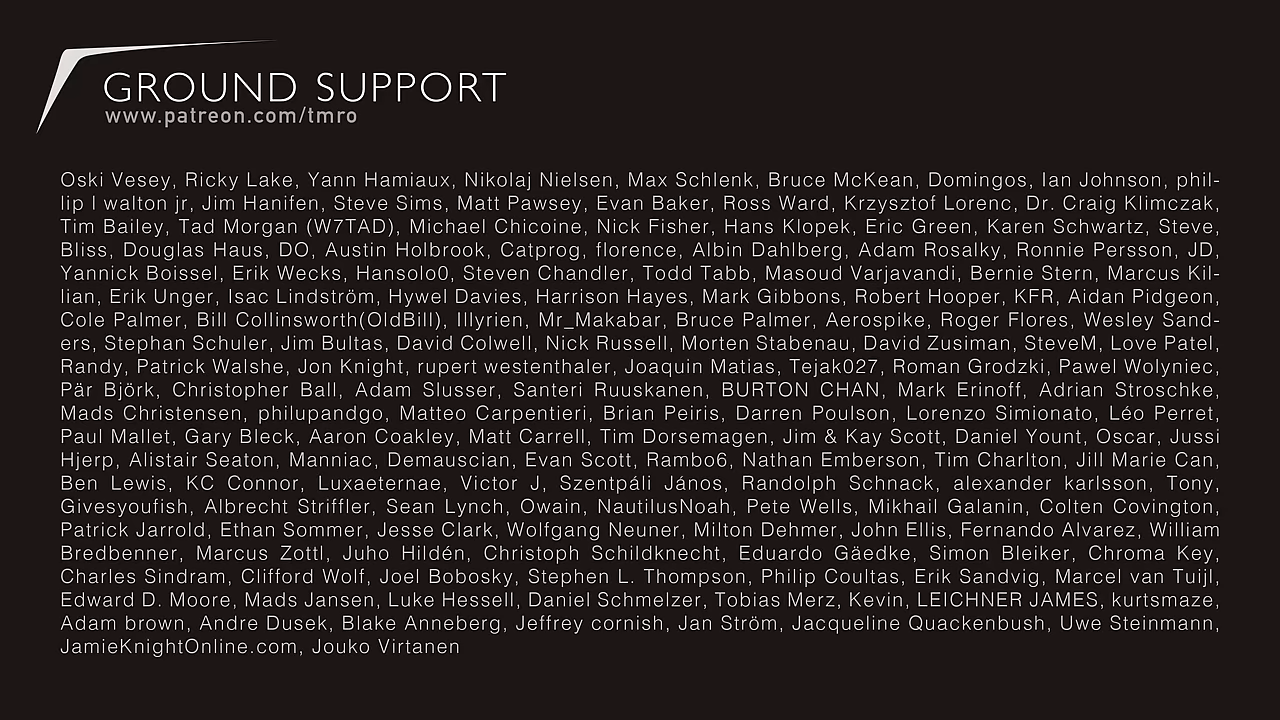 GROUND SUPPORT
www.patreon.com/tmro
Oski Vesey, Ricky Lake, Yann Hamiaux, Nikolaj Nielsen, Max Schlenk, Bruce McKean, Domingos, Ian Johnson, phil-
lip l walton jr, Jim Hanifen, Steve Sims, Matt Pawsey, Evan Baker, Ross Ward, Krzysztof Lorenc, Dr. Craig Klimczak,
Tim Bailey, Tad Morgan (W7TAD), Michael Chicoine, Nick Fisher, Hans Klopek, Eric Green, Karen Schwartz, Steve,
Bliss, Douglas Haus, DO, Austin Holbrook, Catprog, florence, Albin Dahlberg, Adam Rosalky, Ronnie Persson, JD,
Yannick Boissel, Erik Wecks, Hansolo0, Steven Chandler, Todd Tabb, Masoud Varjavandi, Bernie Stern, Marcus Kil-
lian, Erik Unger, Isac Lindström, Hywel Davies, Harrison Hayes, Mark Gibbons, Robert Hooper, KFR, Aidan Pidgeon,
Cole Palmer, Bill Collinsworth(OldBill), Illyrien, Mr_Makabar, Bruce Palmer, Aerospike, Roger Flores, Wesley Sand-
ers, Stephan Schuler, Jim Bultas, David Colwell, Nick Russell, Morten Stabenau, David Zusiman, SteveM, Love Patel,
Randy, Patrick Walshe, Jon Knight, rupert westenthaler, Joaquin Matias, Tejak027, Roman Grodzki, Pawel Wolyniec,
Pär Björk, Christopher Ball, Adam Slusser, Santeri Ruuskanen, BURTON CHAN, Mark Erinoff, Adrian Stroschke,
Mads Christensen, philupandgo, Matteo Carpentieri, Brian Peiris, Darren Poulson, Lorenzo Simionato, Léo Perret,
Paul Mallet, Gary Bleck, Aaron Coakley, Matt Carrell, Tim Dorsemagen, Jim & Kay Scott, Daniel Yount, Oscar, Jussi
Hjerp, Alistair Seaton, Manniac, Demauscian, Evan Scott, Rambo6, Nathan Emberson, Tim Charlton, Jill Marie Can,
Ben Lewis, KC Connor, Luxaeternae, Victor J, Szentpáli János, Randolph Schnack, alexander karlsson, Tony,
Givesyoufish, Albrecht Striffler, Sean Lynch, Owain, NautilusNoah, Pete Wells, Mikhail Galanin, Colten Covington,
Patrick Jarrold, Ethan Sommer, Jesse Clark, Wolfgang Neuner, Milton Dehmer, John Ellis, Fernando Alvarez, William
Bredbenner, Marcus Zottl, Juho Hildén, Christoph Schildknecht, Eduardo Gäedke, Simon Bleiker, Chroma Key,
Charles Sindram, Clifford Wolf, Joel Bobosky, Stephen L. Thompson, Philip Coultas, Erik Sandvig, Marcel van Tuijl,
Edward D. Moore, Mads Jansen, Luke Hessell, Daniel Schmelzer, Tobias Merz, Kevin, LEICHNER JAMES, kurtsmaze,
Adam brown, Andre Dusek, Blake Anneberg, Jeffrey cornish, Jan Ström, Jacqueline Quackenbush, Uwe Steinmann,
JamieKnightOnline.com, Jouko Virtanen